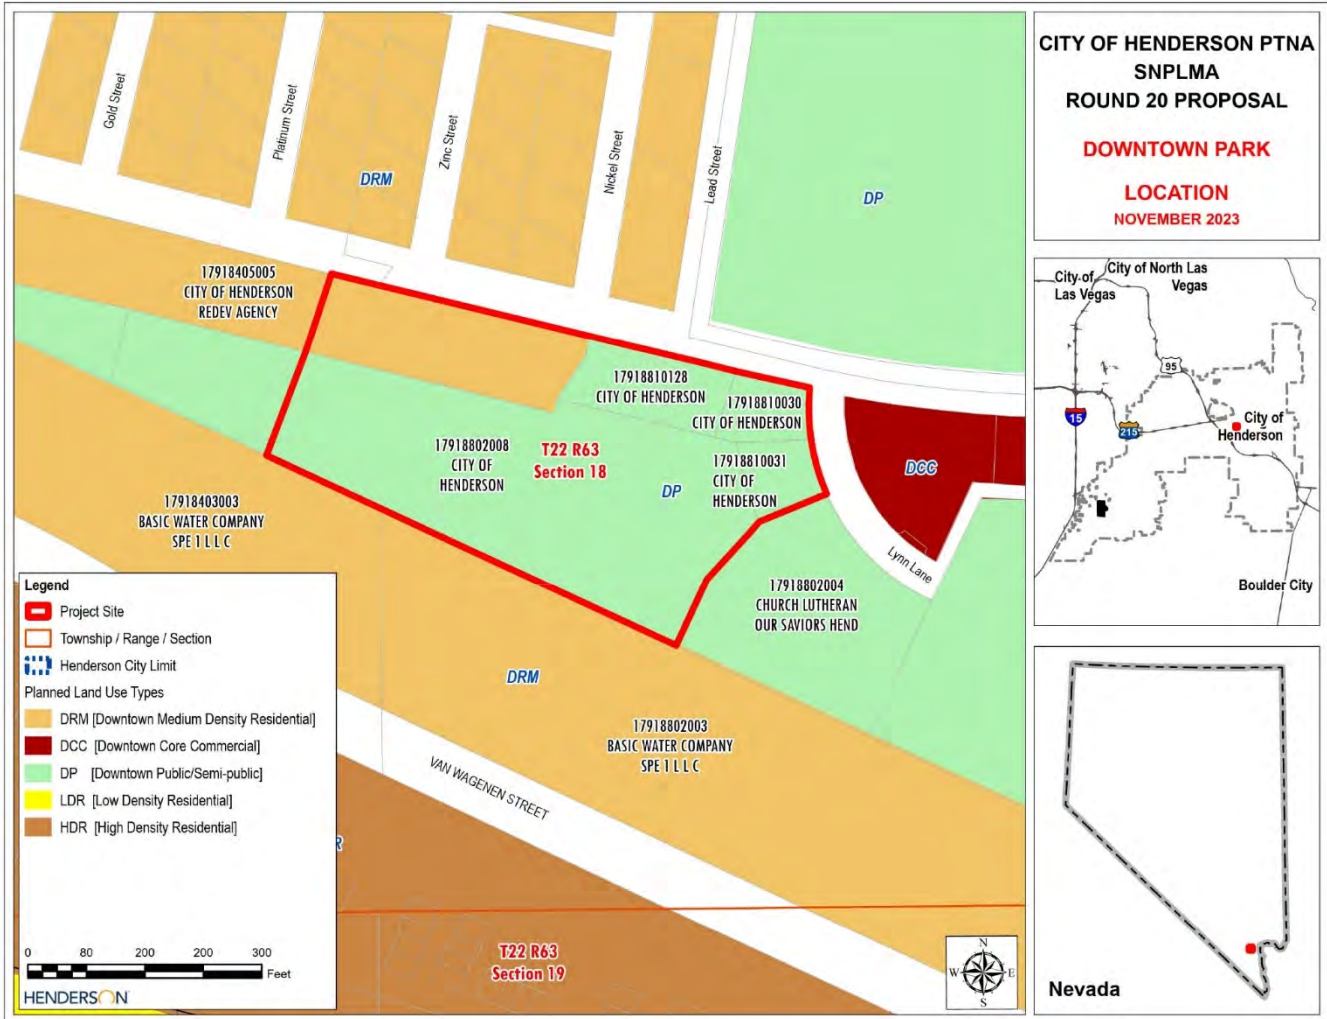 CITY OF HENDERSON PTNA
SNPLMA
ROUND 20 PROPOSAL
DOWNTOWN PARK
LOCATION
NOVEMBER 2023
Gold Street
Platinum Street
Zinc Street
Nickel Street
Lead Street
DRM
DP
17918405005
CITY OF HENDERSON
REDEV AGENCY
17918810128
CITY OF HENDERSON
17918810030
CITY OF HENDERSON
17918802008
CITY OF
HENDERSON
T22 R63
Section 18
DP
17918810031
CITY OF
HENDERSON
DCC
Lynn Lane
17918403003
BASIC WATER COMPANY
SPE 1 L L C
17918802004
CHURCH LUTHERAN
OUR SAVIORS HEND
DRM
17918802003
BASIC WATER COMPANY
SPE 1 L L C
VAN WAGENEN STREET
R
T22 R63
Section 19
Legend
Project Site
Township / Range / Section
Henderson City Limit
Planned Land Use Types
DRM [Downtown Medium Density Residential]
DCC [Downtown Core Commercial]
DP [Downtown Public/Semi-public]
LDR [Low Density Residential]
HDR [High Density Residential]
0 80 200 200 300
Feet
HENDERSON
N
W E
S
City of
Las Vegas
City of North Las
Vegas
95
15
215
City of
Henderson
Boulder City
Nevada